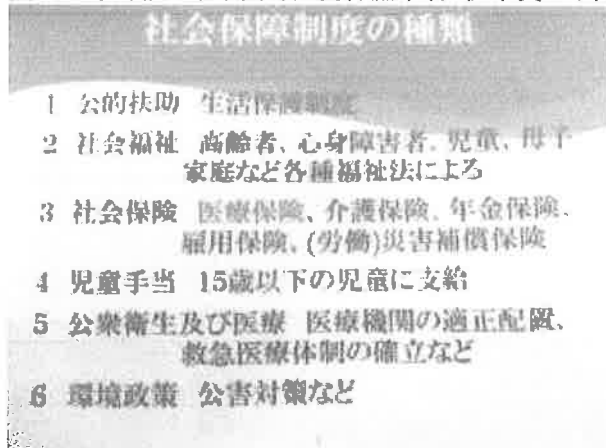 社会保障制度の種類
1 公的扶助 生活保護制度
2 社会福祉 高齢者、心身障害者、児童、母子
家庭など各種福祉法による
3 社会保険 医療保険、介護保険、年金保険、
雇用保険、(労働)災害補償保険
4 児童手当 15歳以下の児童に支給
5 公衆衛生及び医療 医療機関の適正配置、
救急医療体制の確立など
6 環境政策 公害対策など